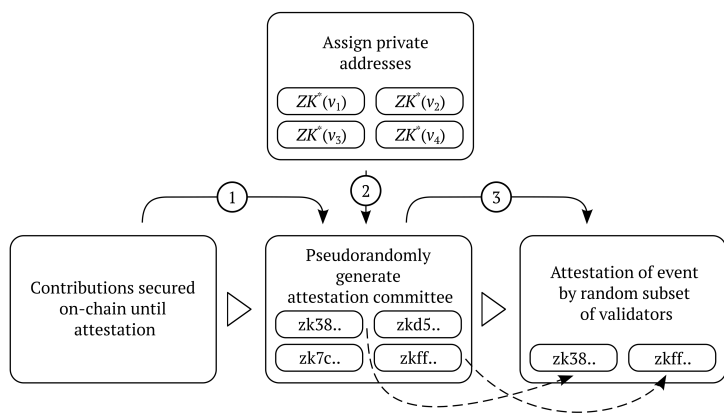 Assign private
addresses
ZK*(v₁) ZK*(v₂)
ZK*(v₃) ZK*(v₄)
1 2 3
Contributions secured
on-chain until
attestation
Pseudorandomly
generate
attestation committee
zk38.. zkd5..
zk7c.. zkff..
Attestation of event
by random subset
of validators
zk38.. zkff..